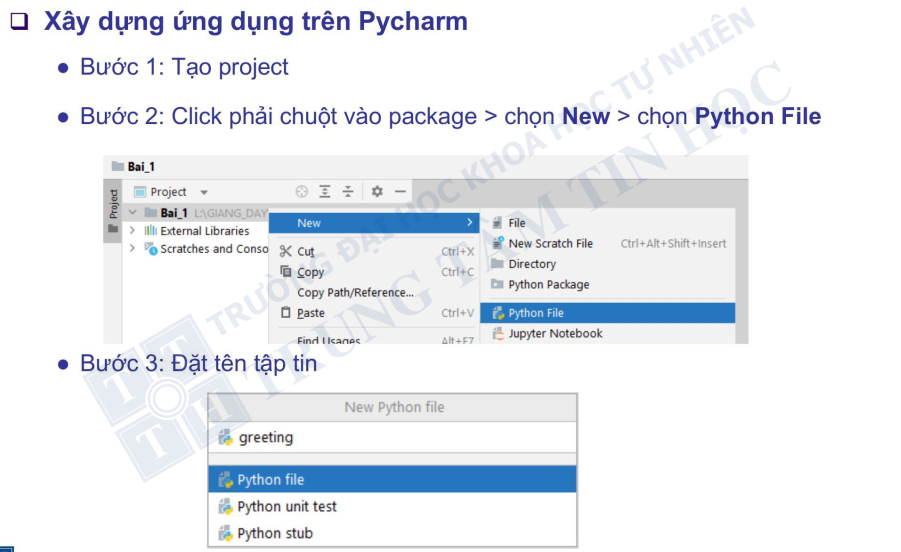 Xây dựng ứng dụng trên Pycharm
Bước 1: Tạo project
Bước 2: Click phải chuột vào package > chọn New > chọn Python File
Bai_1
Project
Project
Bai_1 L:\GIANG_DAY
External Libraries
Scratches and Conso
New
Cut Ctrl+X
Copy Ctrl+C
Copy Path/Reference...
Paste Ctrl+V
Find Usages Alt+F7
File
New Scratch File Ctrl+Alt+Shift+Insert
Directory
Python Package
Python File
Jupyter Notebook
Bước 3: Đặt tên tập tin
New Python file
greeting
Python file
Python unit test
Python stub
TRƯỜNG ĐẠI HỌC KHOA HỌC TỰ NHIÊN
TRUNG TÂM TIN HỌC